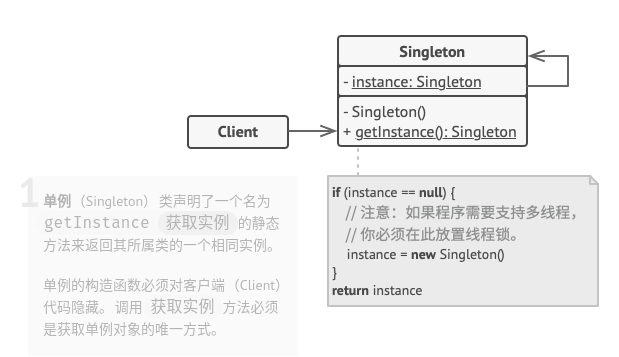 Singleton
- instance: Singleton
- Singleton()
+ getInstance(): Singleton
Client
1
单例（Singleton）类声明了一个名为
getInstance 获取实例 的静态
方法来返回其所属类的一个相同实例。
单例的构造函数必须对客户端（Client）
代码隐藏。调用 获取实例 方法必须
是获取单例对象的唯一方式。
if (instance == null) {
// 注意：如果程序需要支持多线程，
// 你必须在此放置线程锁。
instance = new Singleton()
}
return instance